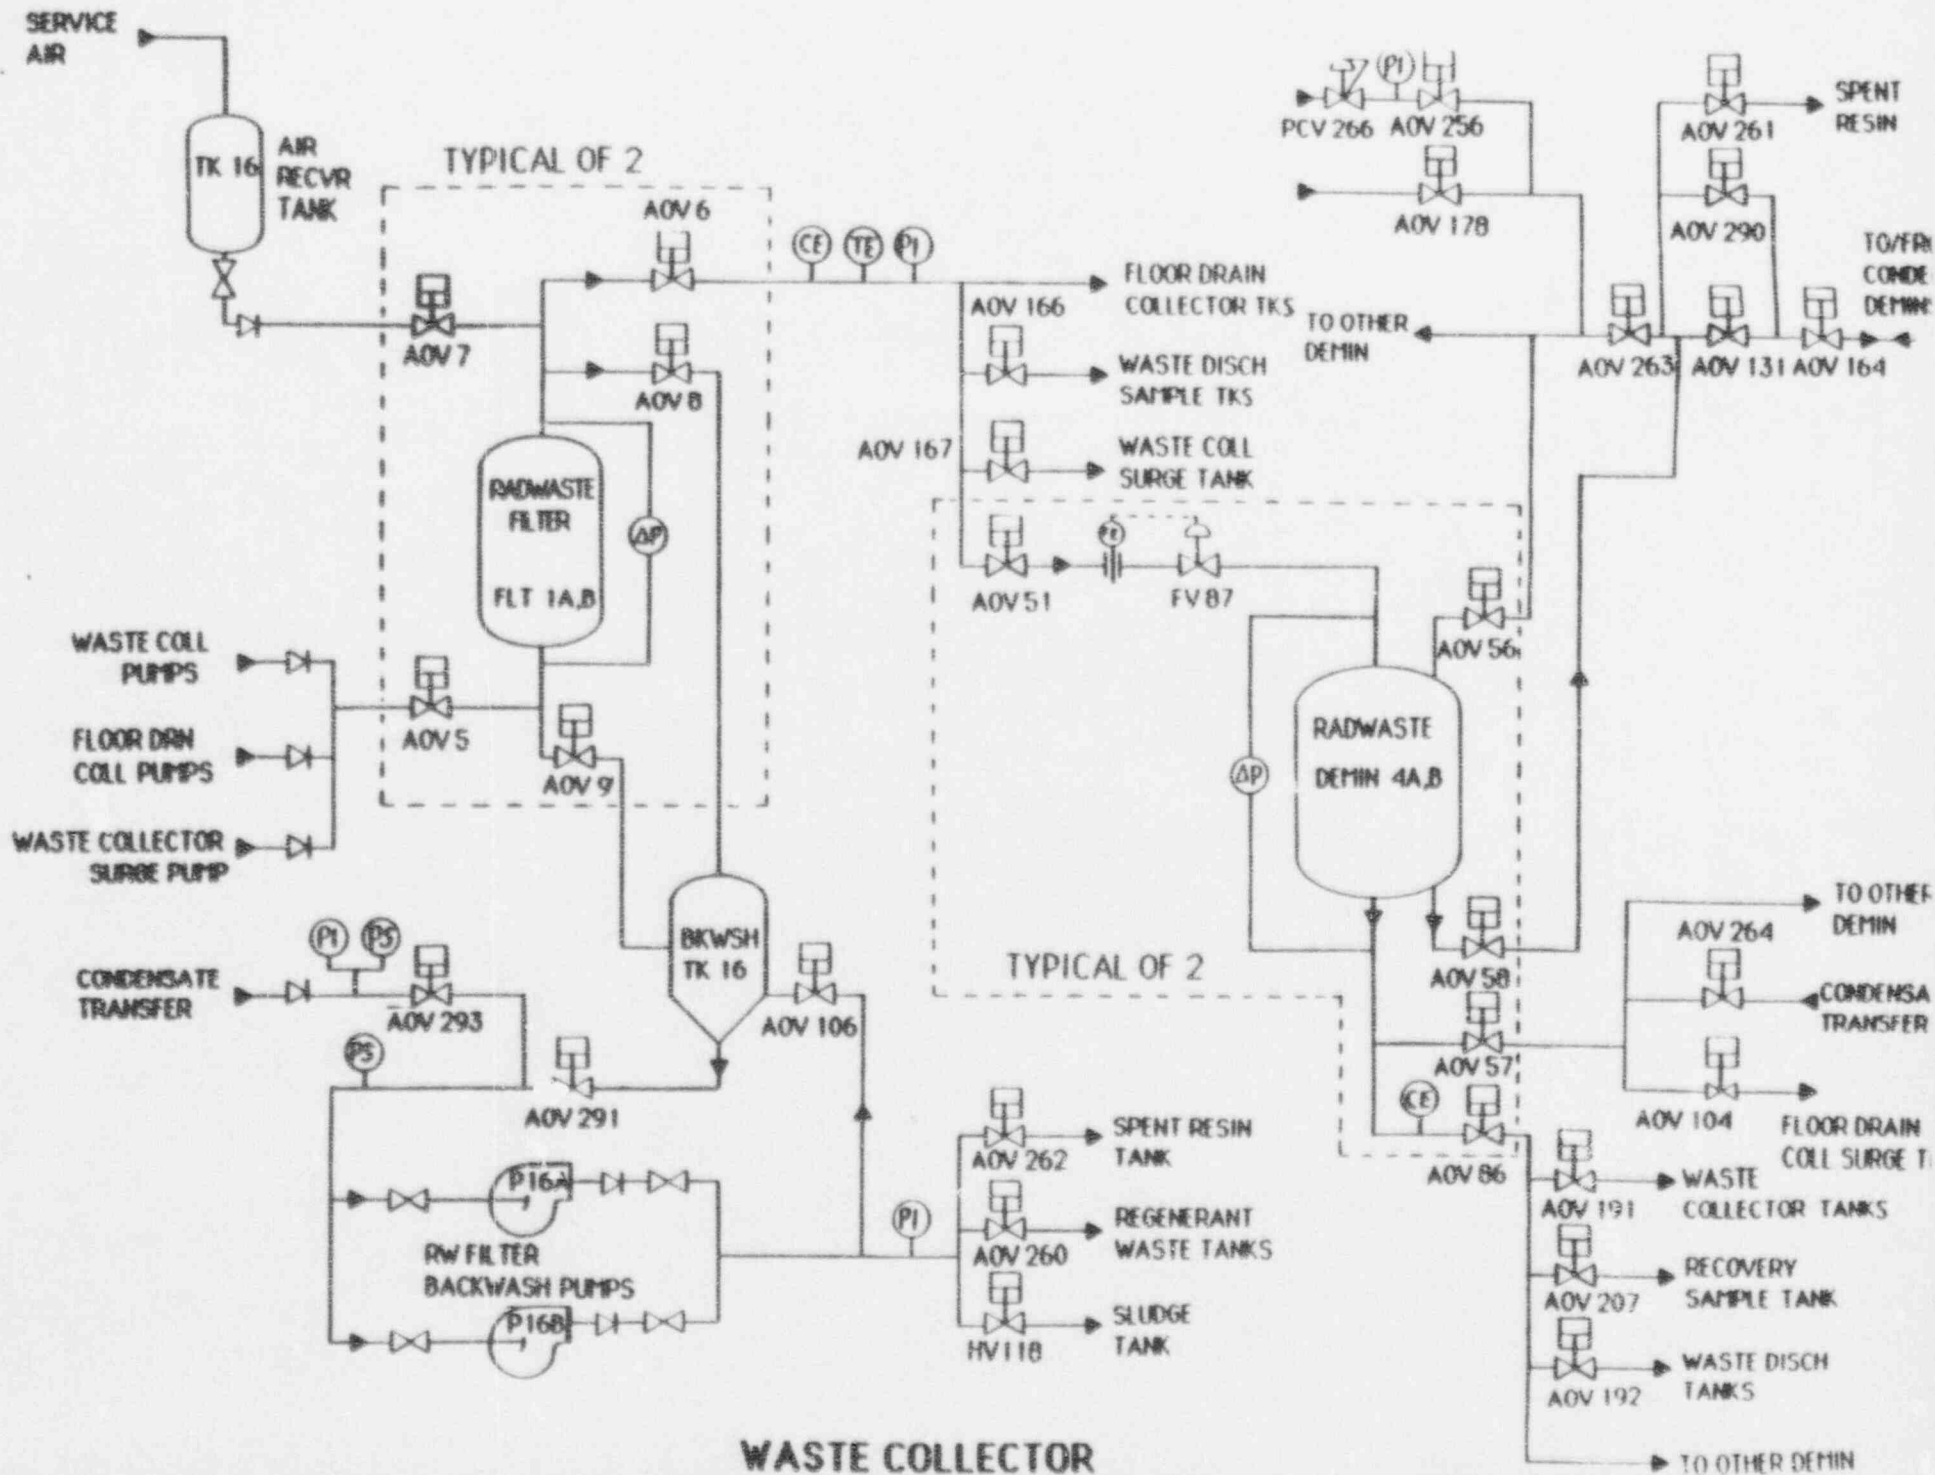 SERVICE
AIR
TK 16
AIR
RECVR
TANK
TYPICAL OF 2
AOV 6
AOV 7
AOV 8
RADWASTE
FILTER
FLT 1A,B
ΔP
WASTE COLL
PUMPS
FLOOR DRN
COLL PUMPS
WASTE COLLECTOR
SURGE PUMP
AOV 5
AOV 9
CE
TE
PI
AOV 166
FLOOR DRAIN
COLLECTOR TKS
WASTE DISCH
SAMPLE TKS
AOV 167
WASTE COLL
SURGE TANK
AOV 51
FV 87
PI
PCV 266
AOV 256
AOV 178
AOV 261
SPENT
RESIN
AOV 290
TO OTHER
DEMIN
AOV 263
AOV 131
AOV 164
AOV 56
ΔP
RADWASTE
DEMIN 4A,B
TYPICAL OF 2
AOV 58
AOV 57
CE
AOV 86
AOV 264
TO OTHER
DEMIN
TRANSFER
AOV 104
FLOOR DRAIN
COLL SURGE
AOV 191
WASTE
COLLECTOR TANKS
AOV 207
RECOVERY
SAMPLE TANK
AOV 192
WASTE DISCH
TANKS
TO OTHER DEMIN
PI
PS
CONDENSATE
TRANSFER
AOV 293
BKWSH
TK 16
AOV 106
PS
AOV 291
P16A
RW FILTER
BACKWASH PUMPS
P16B
PI
AOV 262
SPENT RESIN
TANK
AOV 260
REGENERANT
WASTE TANKS
HV118
SLUDGE
TANK
WASTE COLLECTOR